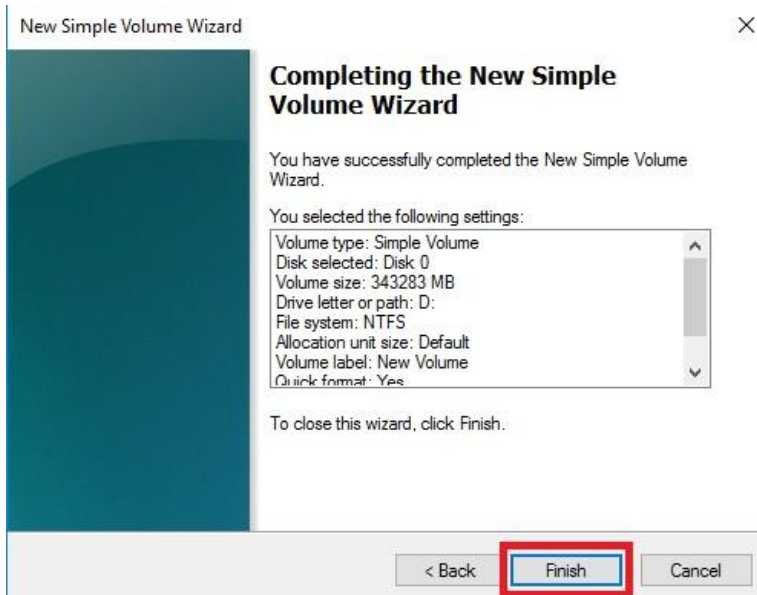 New Simple Volume Wizard
Completing the New Simple
Volume Wizard
You have successfully completed the New Simple Volume
Wizard.
You selected the following settings:
Volume type: Simple Volume
Disk selected: Disk 0
Volume size: 343283 MB
Drive letter or path: D:
File system: NTFS
Allocation unit size: Default
Volume label: New Volume
Quick format: Yes
To close this wizard, click Finish.
< Back
Finish
Cancel